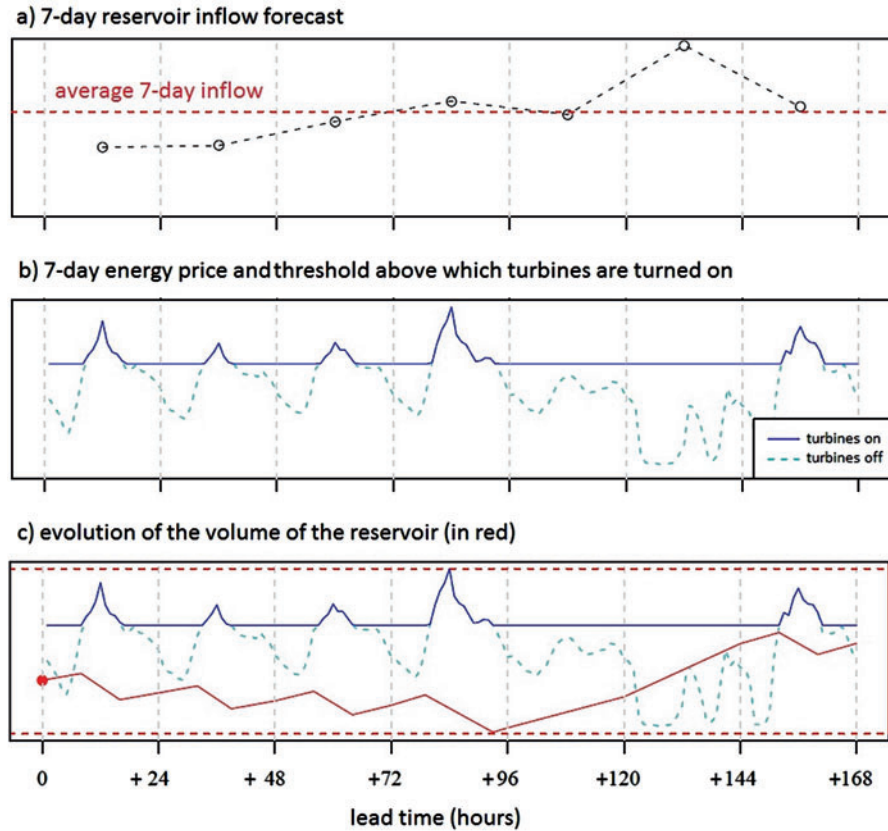 a) 7-day reservoir inflow forecast
average 7-day inflow
b) 7-day energy price and threshold above which turbines are turned on
turbines on
turbines off
c) evolution of the volume of the reservoir (in red)
0 + 24 + 48 +72 +96 +120 +144 +168
lead time (hours)